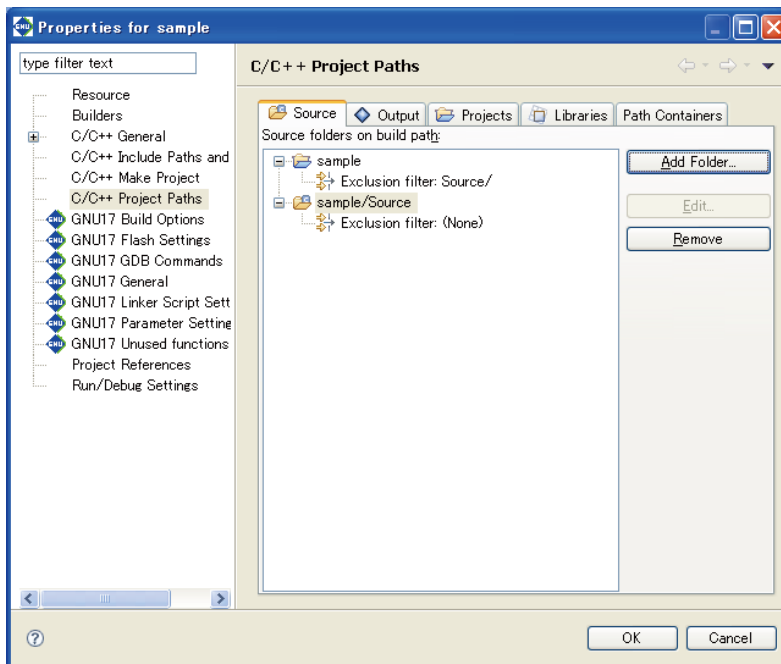 Properties for sample
type filter text
Resource
Builders
C/C++ General
C/C++ Include Paths and
C/C++ Make Project
C/C++ Project Paths
GNU17 Build Options
GNU17 Flash Settings
GNU17 GDB Commands
GNU17 General
GNU17 Linker Script Sett
GNU17 Parameter Setting
GNU17 Unused functions
Project References
Run/Debug Settings
C/C++ Project Paths
Source Output Projects Libraries Path Containers
Source folders on build path:
sample
Exclusion filter: Source/
sample/Source
Exclusion filter: (None)
Add Folder...
Edit...
Remove
OK Cancel